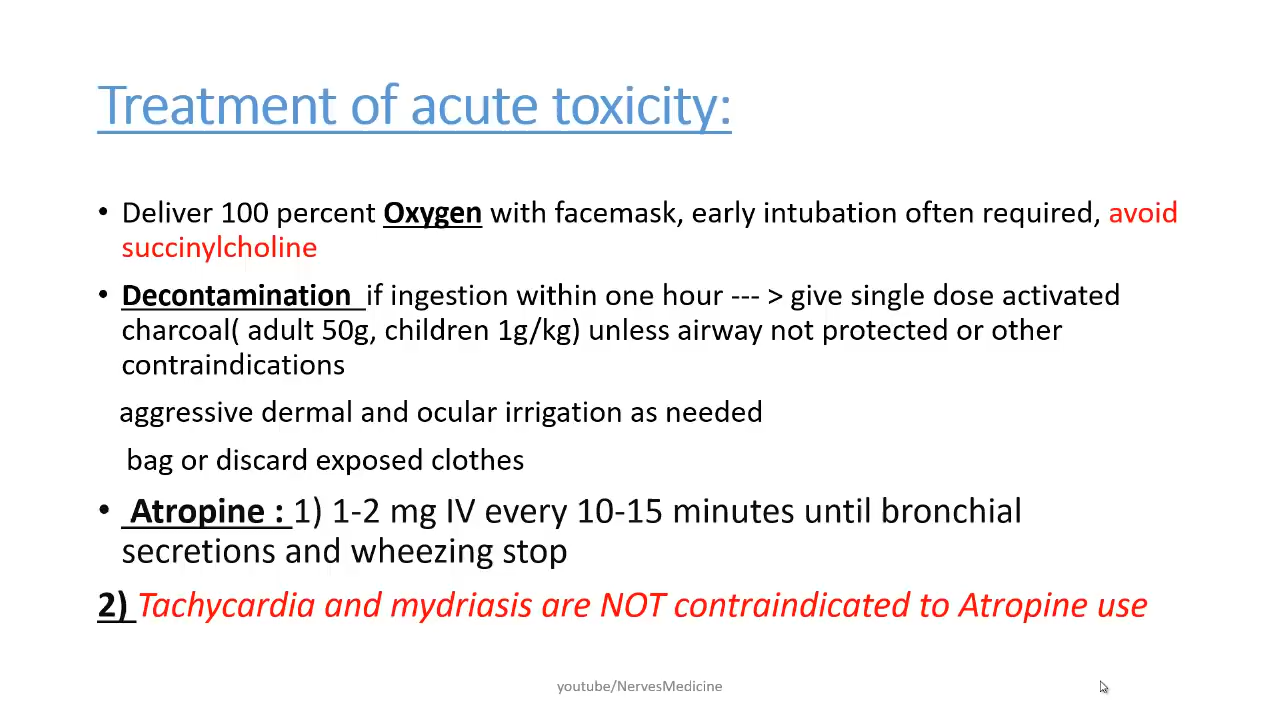 Treatment of acute toxicity:
• Deliver 100 percent Oxygen with facemask, early intubation often required, avoid
succinylcholine
• Decontamination if ingestion within one hour --- > give single dose activated
charcoal( adult 50g, children 1g/kg) unless airway not protected or other
contraindications
aggressive dermal and ocular irrigation as needed
bag or discard exposed clothes
• Atropine : 1) 1-2 mg IV every 10-15 minutes until bronchial
secretions and wheezing stop
2) Tachycardia and mydriasis are NOT contraindicated to Atropine use
youtube/NervesMedicine